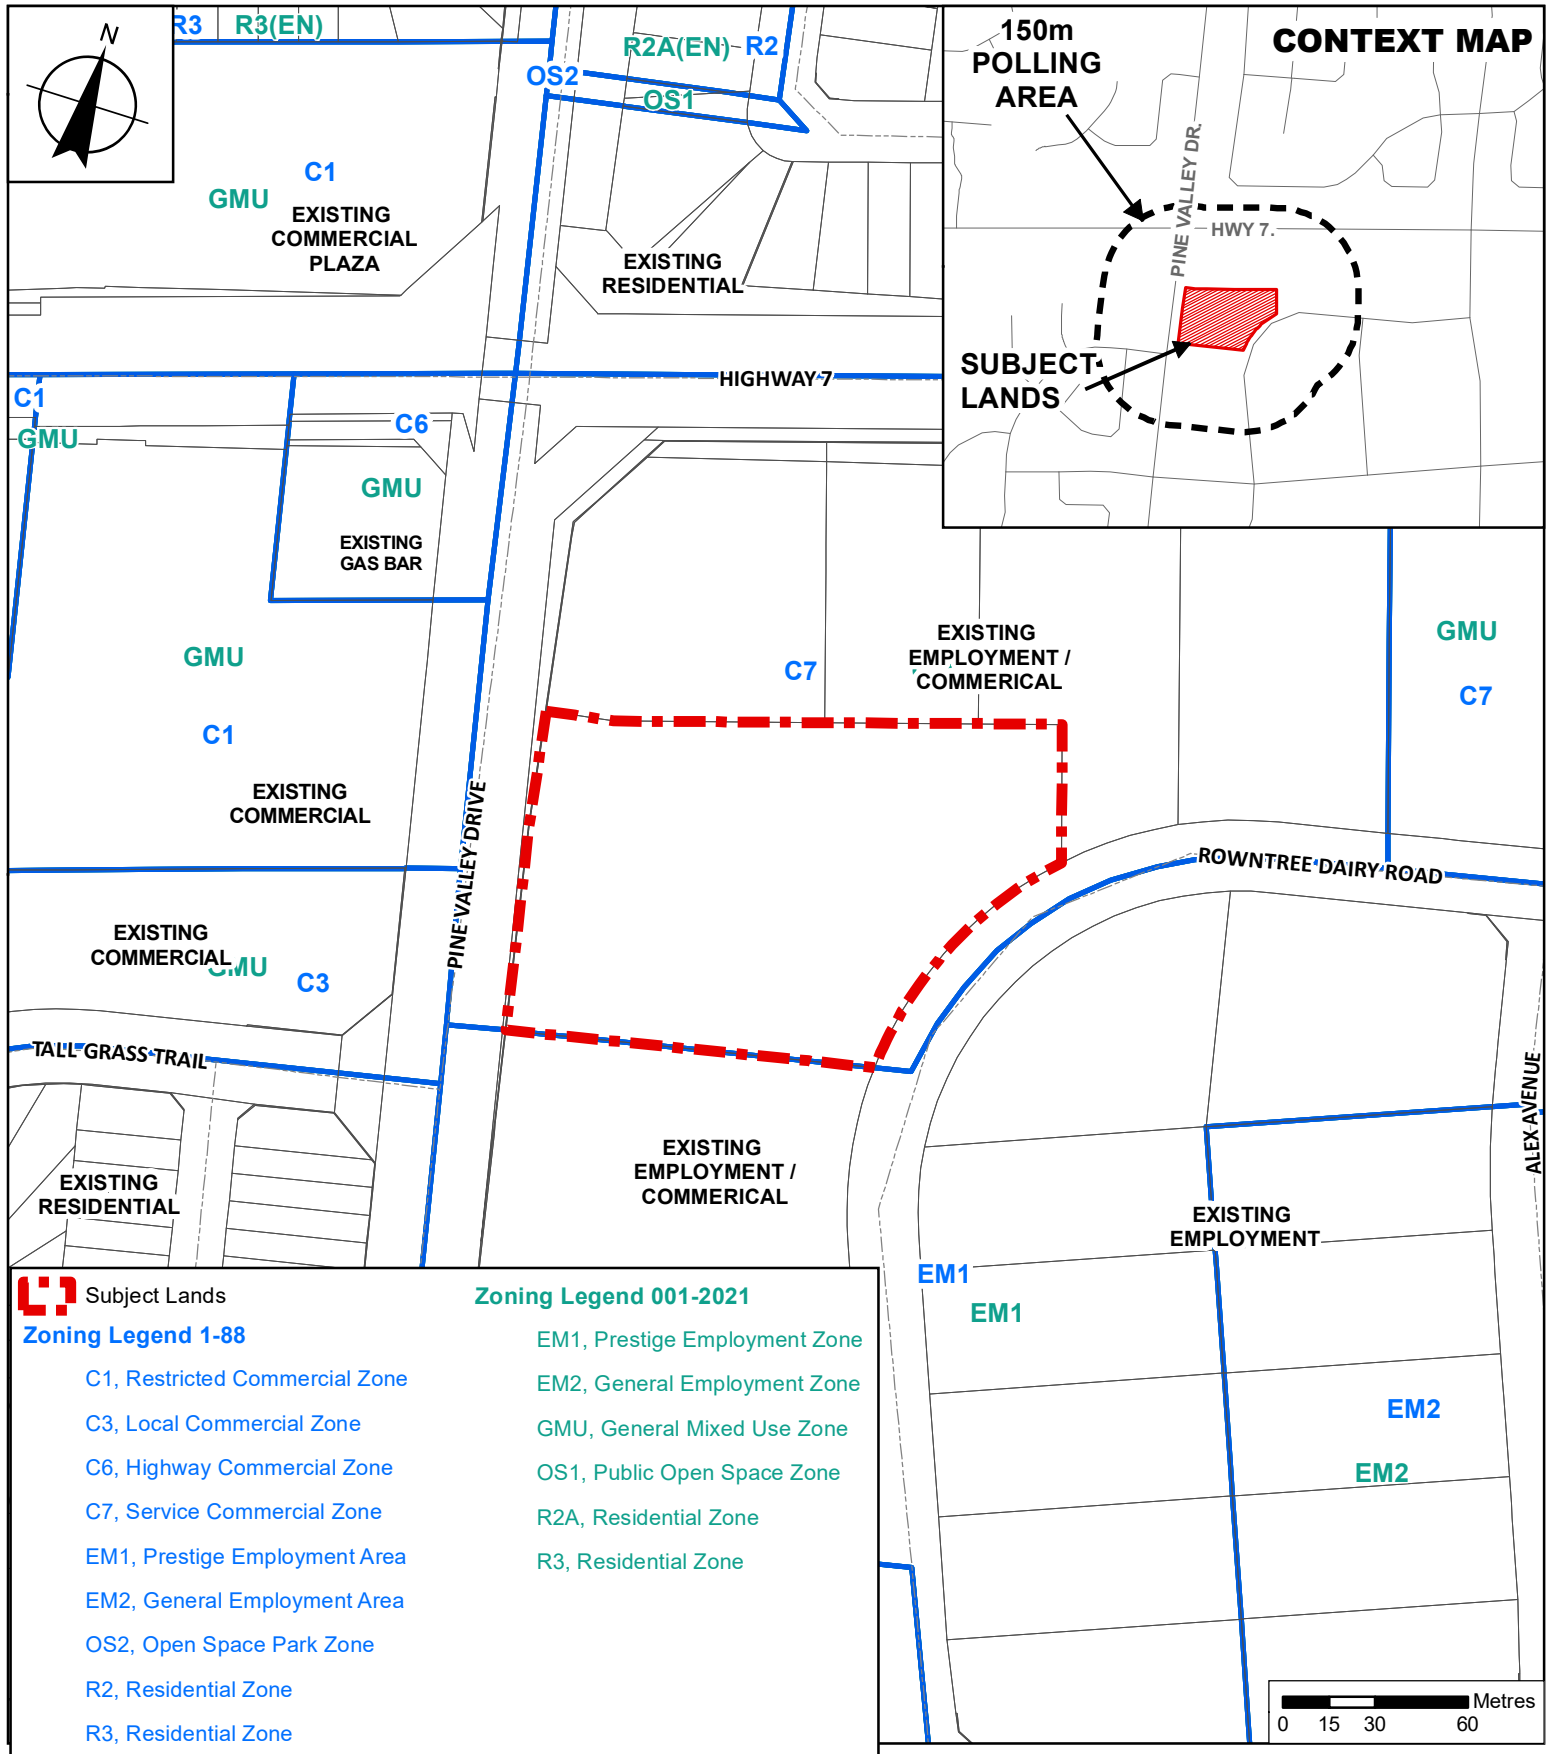 N
R3
R3(EN)
R2A(EN)
R2
OS2
OS1
C1
GMU
EXISTING
COMMERCIAL
PLAZA
EXISTING
RESIDENTIAL
HIGHWAY 7
CONTEXT MAP
150m
POLLING
AREA
PINE VALLEY DR.
HWY 7.
SUBJECT
LANDS
C1
GMU
C6
GMU
EXISTING
GAS BAR
GMU
C1
EXISTING
COMMERCIAL
C7
EXISTING
EMPLOYMENT /
COMMERICAL
GMU
C7
PINE VALLEY DRIVE
ROWNTREE DAIRY ROAD
EXISTING
COMMERCIAL
GMU
C3
TALL GRASS TRAIL
EXISTING
RESIDENTIAL
EXISTING
EMPLOYMENT /
COMMERICAL
ALEX AVENUE
EXISTING
EMPLOYMENT
EM1
EM1
EM2
EM2
Subject Lands
Zoning Legend 1-88
C1, Restricted Commercial Zone
C3, Local Commercial Zone
C6, Highway Commercial Zone
C7, Service Commercial Zone
EM1, Prestige Employment Area
EM2, General Employment Area
OS2, Open Space Park Zone
R2, Residential Zone
R3, Residential Zone
Zoning Legend 001-2021
EM1, Prestige Employment Zone
EM2, General Employment Zone
GMU, General Mixed Use Zone
OS1, Public Open Space Zone
R2A, Residential Zone
R3, Residential Zone
Metres
0 15 30 60